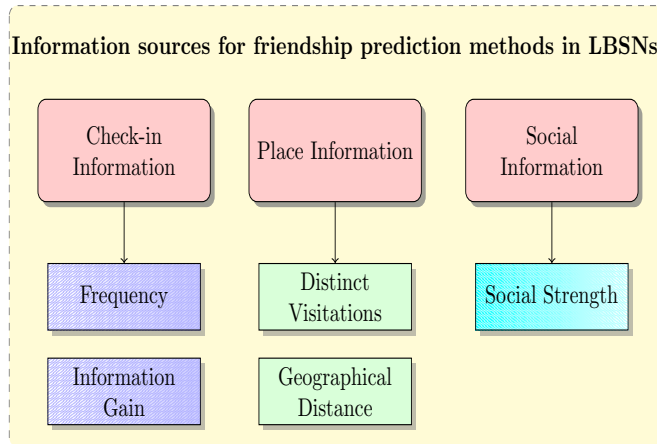 Information sources for friendship prediction methods in LBSNs
Check-in
Information
Place Information
Social
Information
Frequency
Distinct
Visitations
Social Strength
Information
Gain
Geographical
Distance